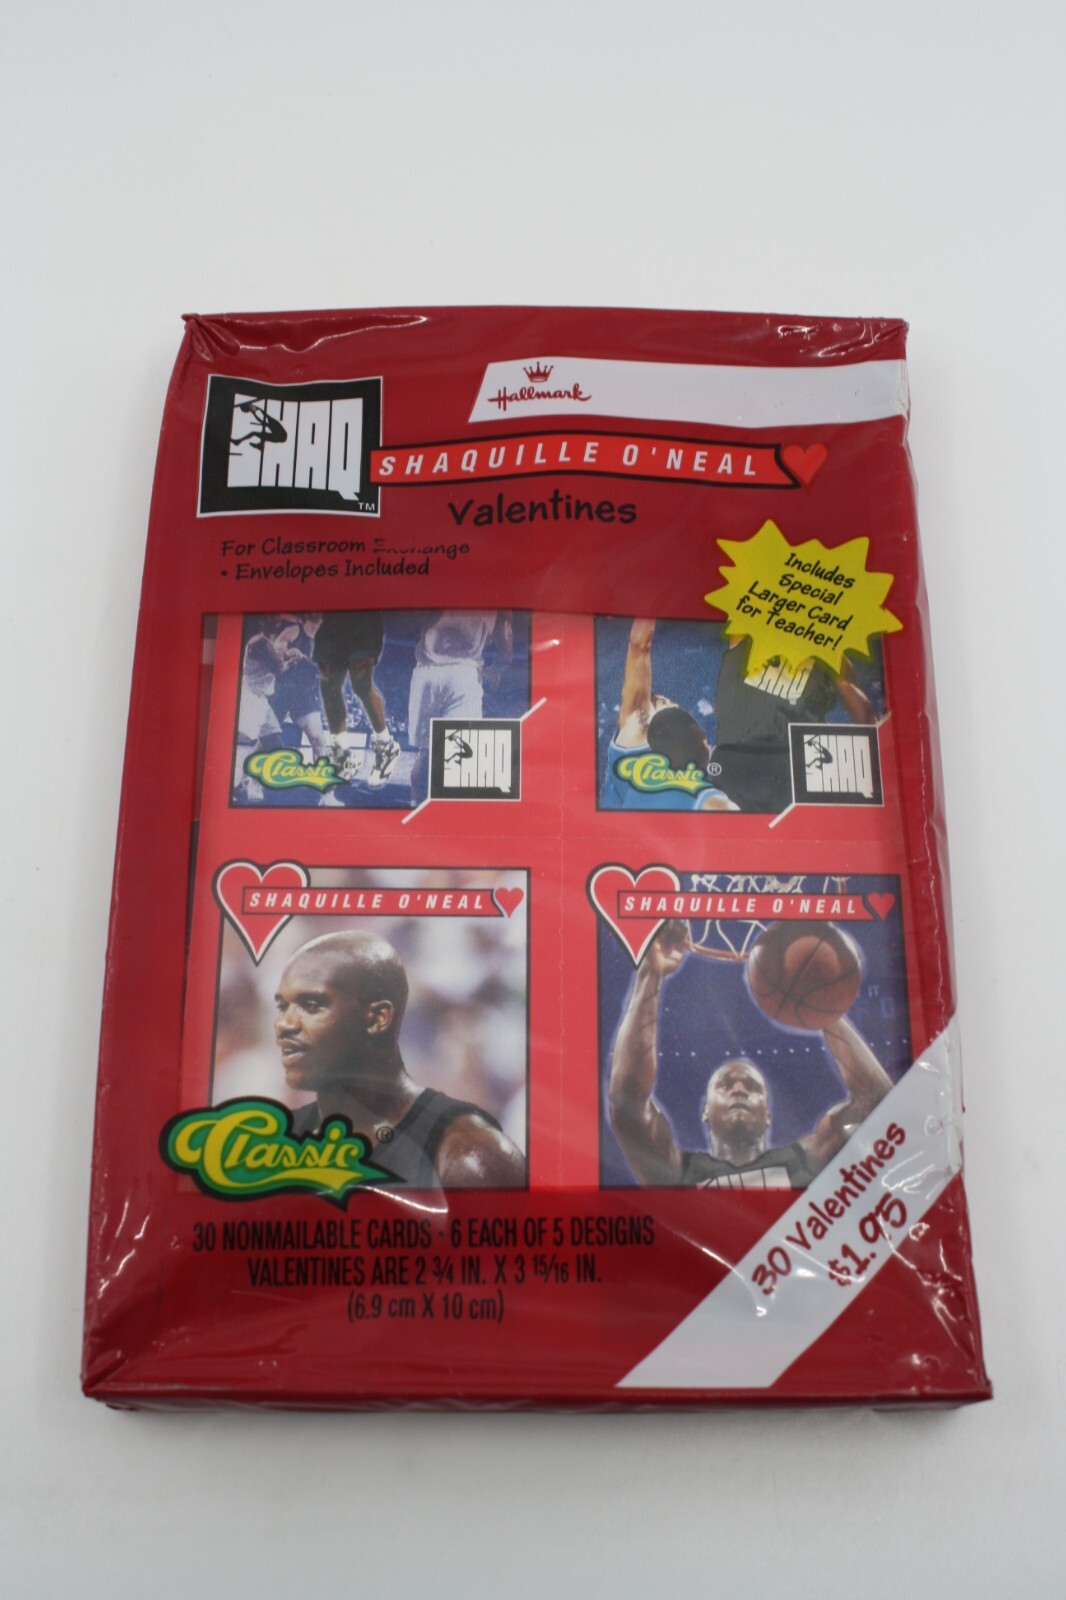 Hallmark
SHAQ
TM
SHAQUILLE O'NEAL
Valentines
For Classroom Exchange
• Envelopes Included
Includes
Special
Larger Card
for Teacher!
SHAQ
Classic
SHAQ
Classic®
SHAQ
SHAQUILLE O'NEAL
SHAQUILLE O'NEAL
Classic®
30 Valentines
$1.95
30 NONMAILABLE CARDS · 6 EACH OF 5 DESIGNS
VALENTINES ARE 2 3/4 IN. X 3 15/16 IN.
(6.9 cm X 10 cm)